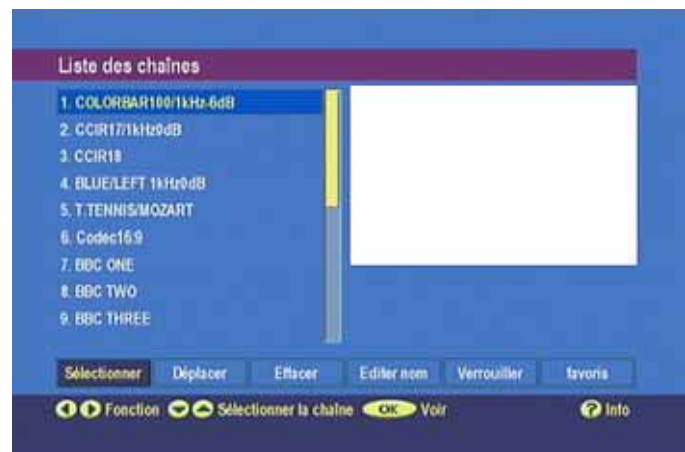 Liste des chaînes
1. COLORBAR100/1kHz-6dB
2. CCIR17/1kHz0dB
3. CCIR18
4. BLUE/LEFT 1kHz0dB
5. T.TENNIS/MOZART
6. Codec16:9
7. BBC ONE
8. BBC TWO
9. BBC THREE
Sélectionner Déplacer Effacer Editer nom Verrouiller favoris
Fonction Sélectionner la chaîne OK Voir ? Info